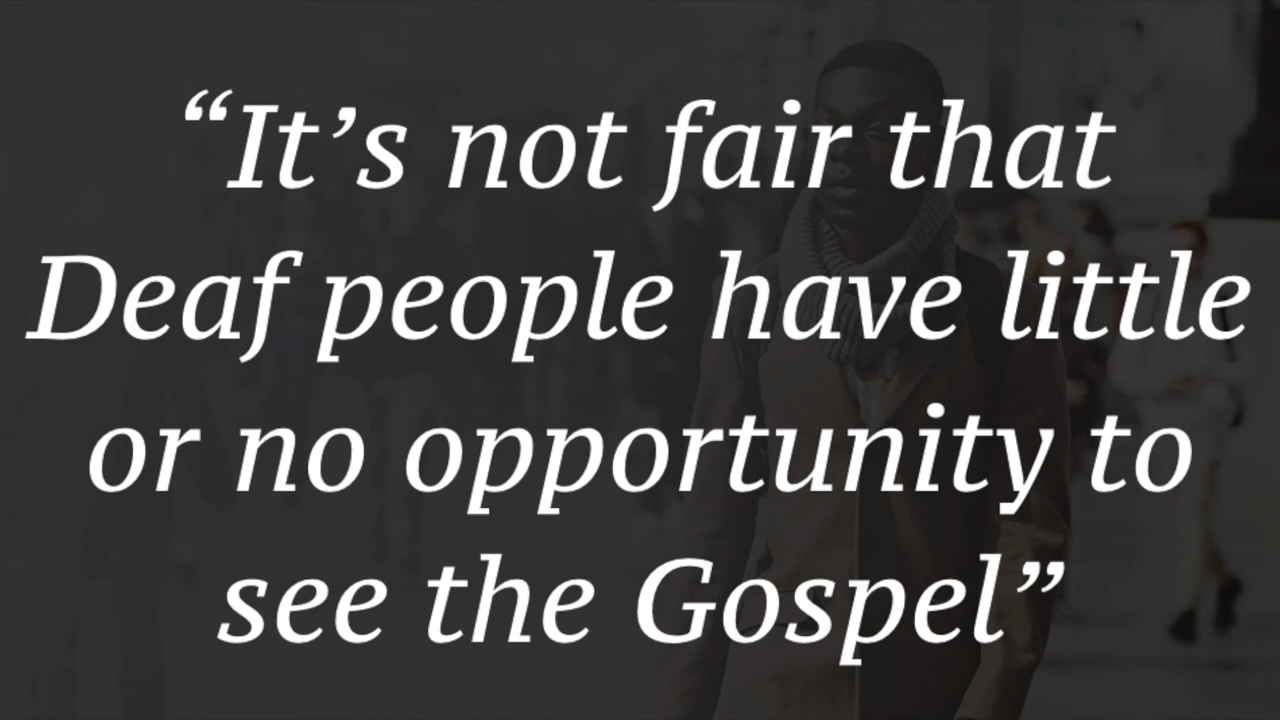 “It’s not fair that
Deaf people have little
or no opportunity to
see the Gospel”